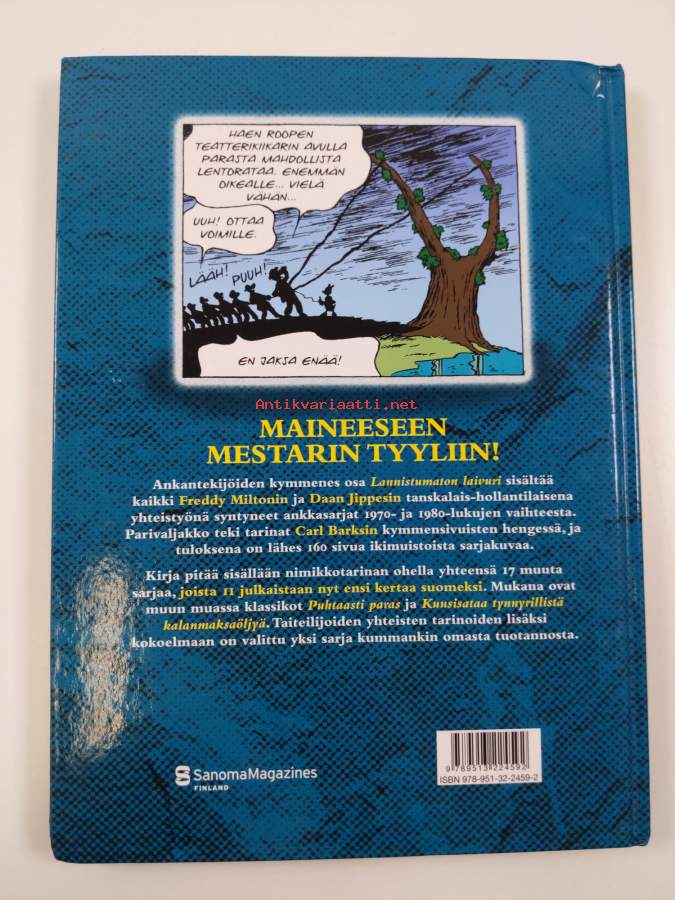 HAEN ROOPEN
TEATTERIKIIKARIN AVULLA
PARASTA MAHDOLLISTA
LENTORATAA. ENEMMÄN
OIKEALLE... VIELÄ
VÄHÄN...
UUH! OTTAA
VOIMILLE.
LÄÄH!
PUUH!
EN JAKSA ENÄÄ!
Antikvariaatti.net
MAINEESEEN
MESTARIN TYYLIIN!
Ankantekijöiden kymmenes osa Lannistumaton laivuri sisältää
kaikki Freddy Miltonin ja Daan Jippesin tanskalais-hollantilaisena
yhteistyönä syntyneet ankkasarjat 1970- ja 1980-lukujen vaihteesta.
Parivaljakko teki tarinat Carl Barksin kymmensivuisten hengessä, ja
tuloksena on lähes 160 sivua ikimuistoista sarjakuvaa.
Kirja pitää sisällään nimikkotarinan ohella yhteensä 17 muuta
sarjaa, joista 11 julkaistaan nyt ensi kertaa suomeksi. Mukana ovat
muun muassa klassikot Puhtaasti paras ja Kuusisataa tynnyrillistä
kalanmaksaöljyä. Taiteilijoiden yhteisten tarinoiden lisäksi
kokoelmaan on valittu yksi sarja kummankin omasta tuotannosta.
9 789513 224592
ISBN 978-951-32-2459-2
SanomaMagazines
FINLAND